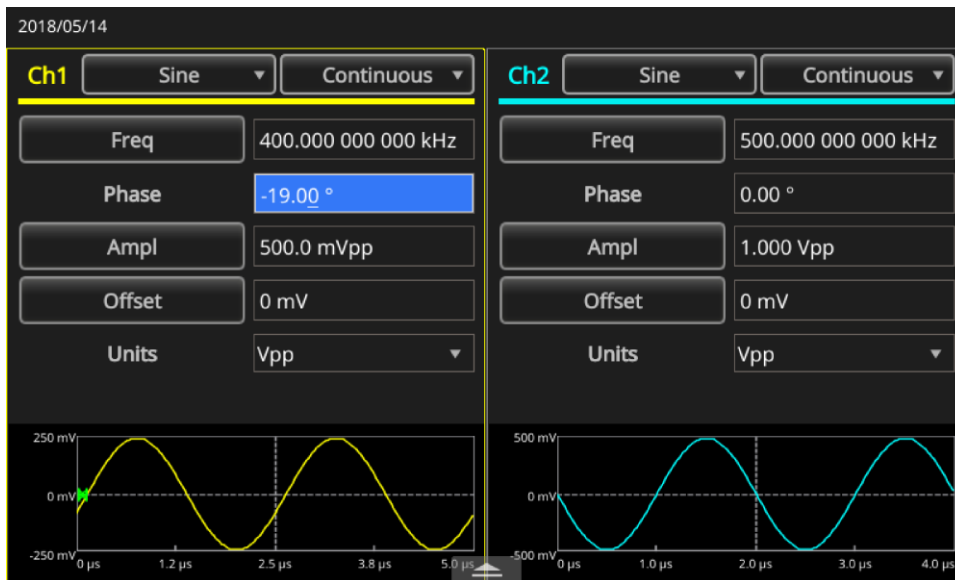 2018/05/14
Ch1 Sine Continuous
Freq 400.000 000 000 kHz
Phase -19.00 °
Ampl 500.0 mVpp
Offset 0 mV
Units Vpp
250 mV
0 mV
-250 mV
0 µs 1.2 µs 2.5 µs 3.8 µs 5.0 µs
Ch2 Sine Continuous
Freq 500.000 000 000 kHz
Phase 0.00 °
Ampl 1.000 Vpp
Offset 0 mV
Units Vpp
500 mV
0 mV
-500 mV
0 µs 1.0 µs 2.0 µs 3.0 µs 4.0 µs